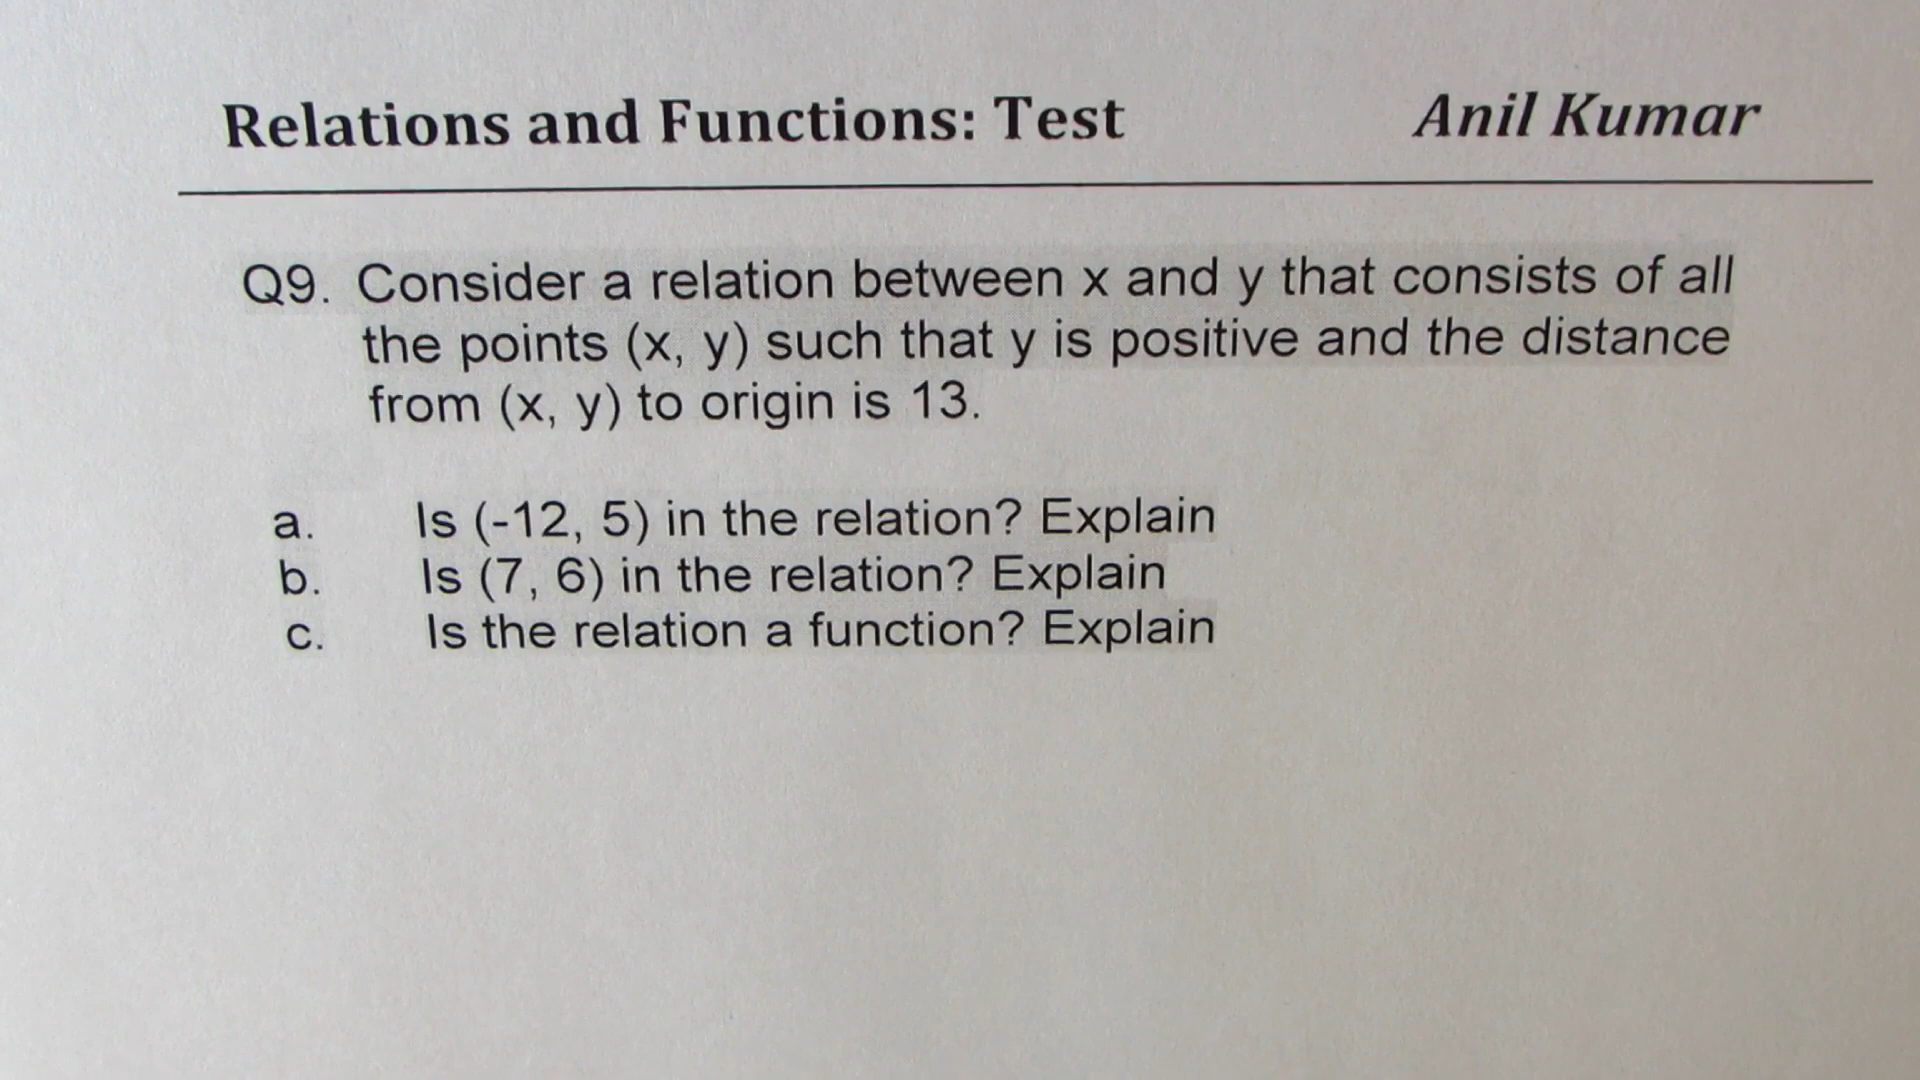 Relations and Functions: Test Anil Kumar
Q9. Consider a relation between x and y that consists of all
the points (x, y) such that y is positive and the distance
from (x, y) to origin is 13.
a. Is (-12, 5) in the relation? Explain
b. Is (7, 6) in the relation? Explain
c. Is the relation a function? Explain